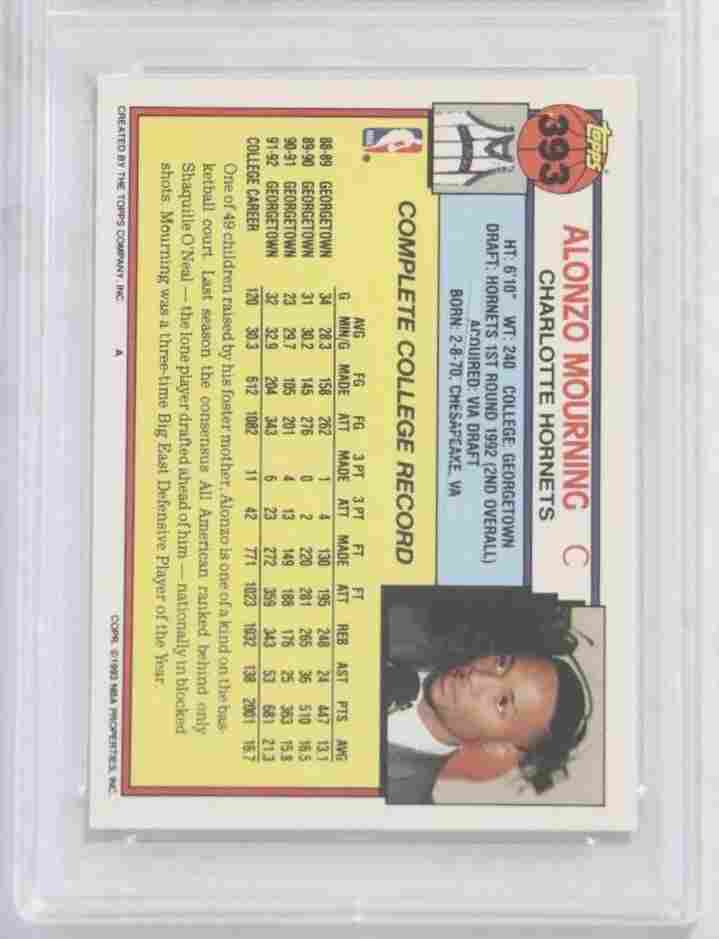 TOPPS
393
ALONZO MOURNING C
CHARLOTTE HORNETS
HT: 6'10" WT: 240 COLLEGE: GEORGETOWN
DRAFT: HORNETS 1ST ROUND 1992 (2ND OVERALL)
ACQUIRED: VIA DRAFT
BORN: 2-8-70, CHESAPEAKE, VA
COMPLETE COLLEGE RECORD
NBA
AVG FG FG 3 PT 3 PT FT FT
G MIN/G MADE ATT MADE ATT MADE ATT REB AST PTS AVG
88-89 GEORGETOWN 34 28.3 158 262 1 4 130 195 248 24 447 13.1
89-90 GEORGETOWN 31 30.2 145 276 0 2 220 281 265 36 510 16.5
90-91 GEORGETOWN 23 29.7 105 201 4 13 149 188 176 25 363 15.8
91-92 GEORGETOWN 32 32.9 204 343 6 23 272 359 343 53 681 21.3
COLLEGE CAREER 120 30.3 612 1082 11 42 771 1023 1032 138 2001 16.7
One of 49 children raised by his foster mother, Alonzo is one of a kind on the bas-
ketball court. Last season the consensus All American ranked behind only
Shaquille O'Neal — the lone player drafted ahead of him — nationally in blocked
shots. Mourning was a three-time Big East Defensive Player of the Year.
CREATED BY THE TOPPS COMPANY, INC. A COPR. ©1993 NBA PROPERTIES, INC.